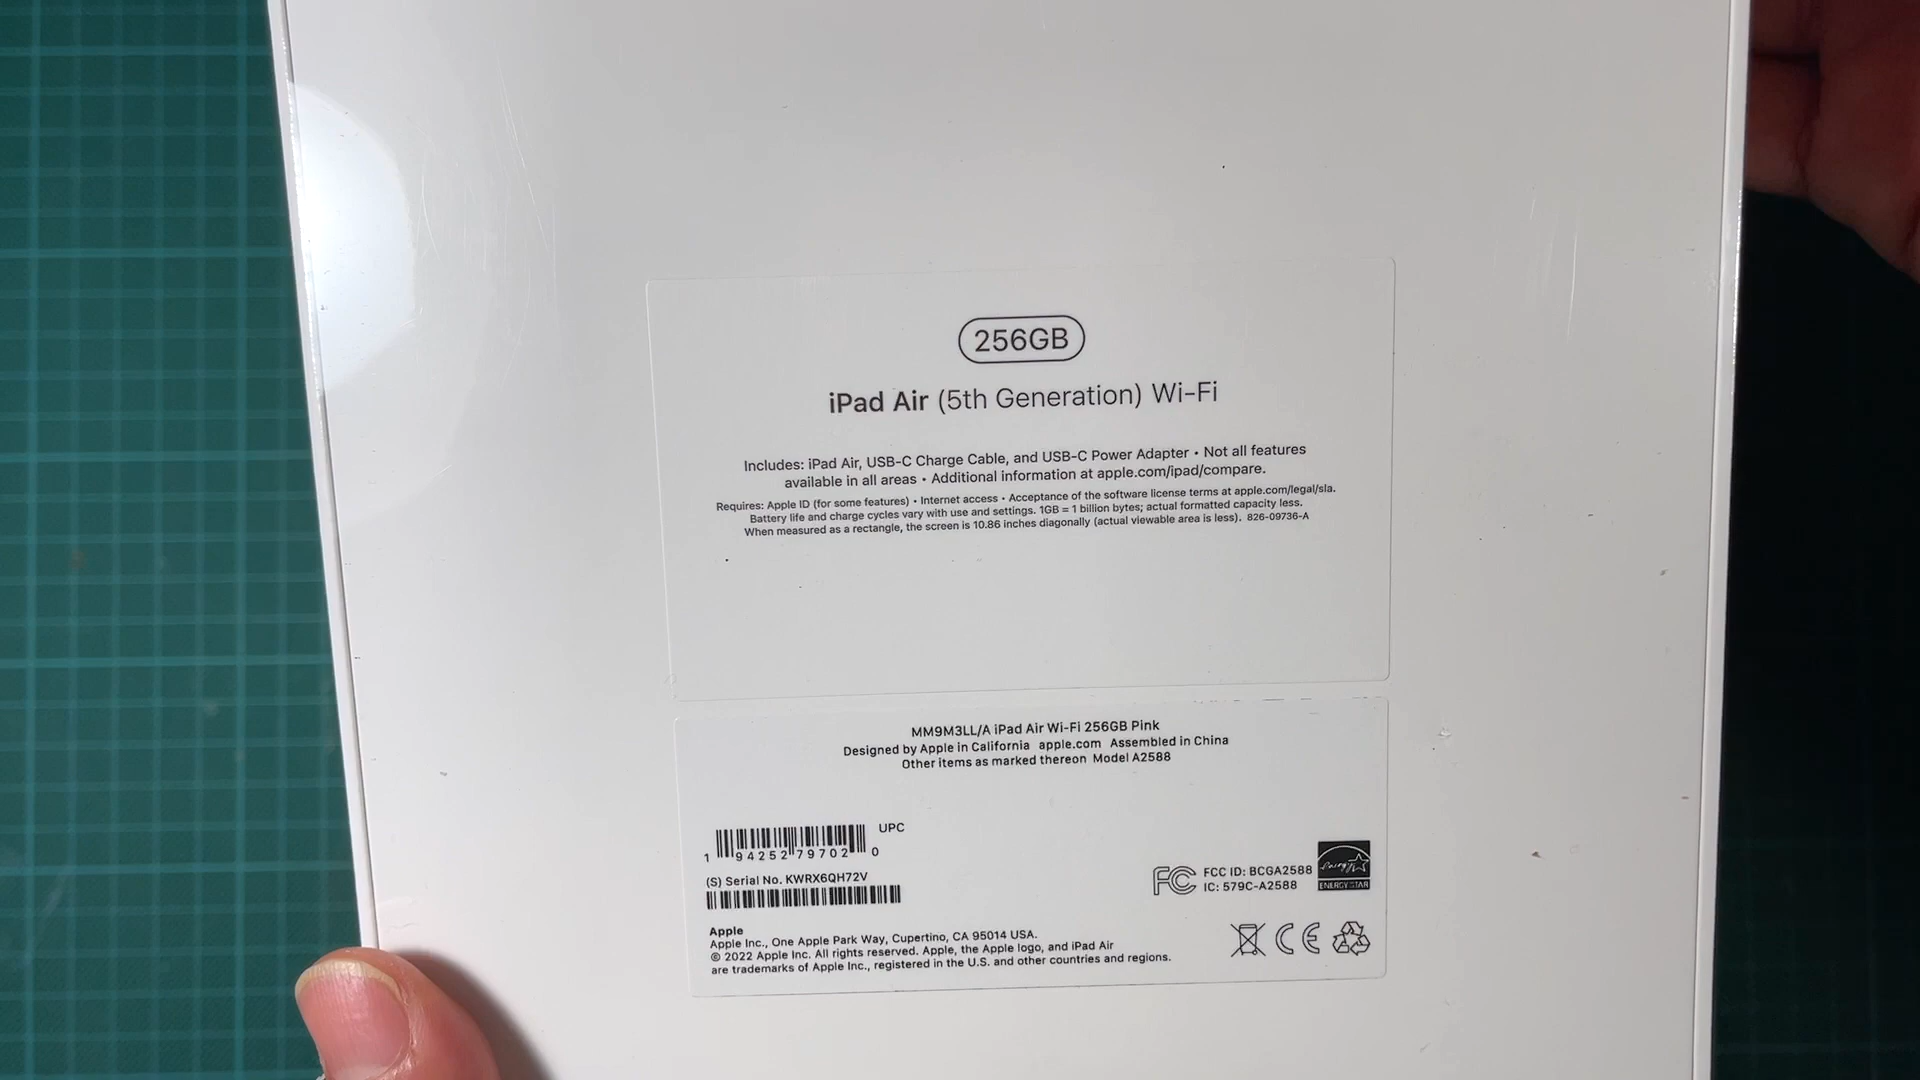 256GB
iPad Air (5th Generation) Wi-Fi
Includes: iPad Air, USB-C Charge Cable, and USB-C Power Adapter • Not all features
available in all areas • Additional information at apple.com/ipad/compare.
Requires: Apple ID (for some features) • Internet access • Acceptance of the software license terms at apple.com/legal/sla.
Battery life and charge cycles vary with use and settings. 1GB = 1 billion bytes; actual formatted capacity less.
When measured as a rectangle, the screen is 10.86 inches diagonally (actual viewable area is less). 826-09736-A
MM9M3LL/A iPad Air Wi-Fi 256GB Pink
Designed by Apple in California apple.com Assembled in China
Other items as marked thereon Model A2588
UPC
1 94252 79702 0
(S) Serial No. KWRX6QH72V
FC FCC ID: BCGA2588
IC: 579C-A2588
energy
ENERGY STAR
Apple
Apple Inc., One Apple Park Way, Cupertino, CA 95014 USA.
© 2022 Apple Inc. All rights reserved. Apple, the Apple logo, and iPad Air
are trademarks of Apple Inc., registered in the U.S. and other countries and regions.
CE